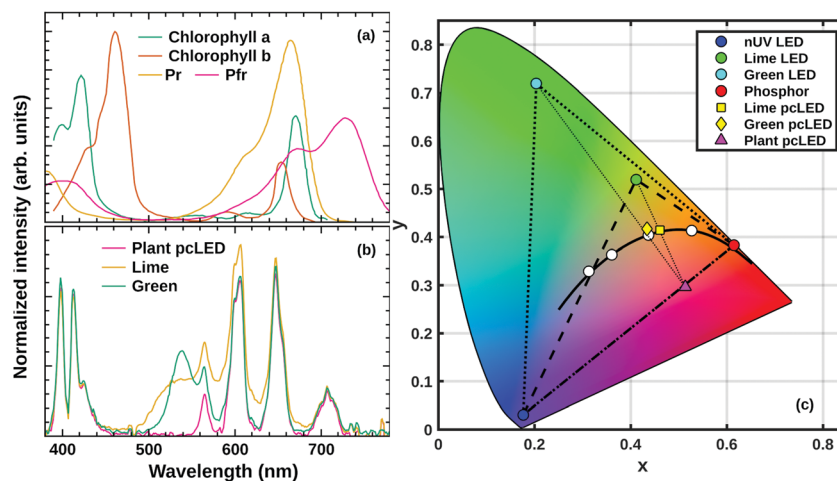 (a)
Chlorophyll a
Chlorophyll b
Pr Pfr
(b)
Plant pcLED
Lime
Green
Normalized intensity (arb. units)
400 500 600 700
Wavelength (nm)
nUV LED
Lime LED
Green LED
Phosphor
Lime pcLED
Green pcLED
Plant pcLED
0.8
0.7
0.6
0.5
0.4
0.3
0.2
0.1
0
y
(c)
0 0.2 0.4 0.6 0.8
x